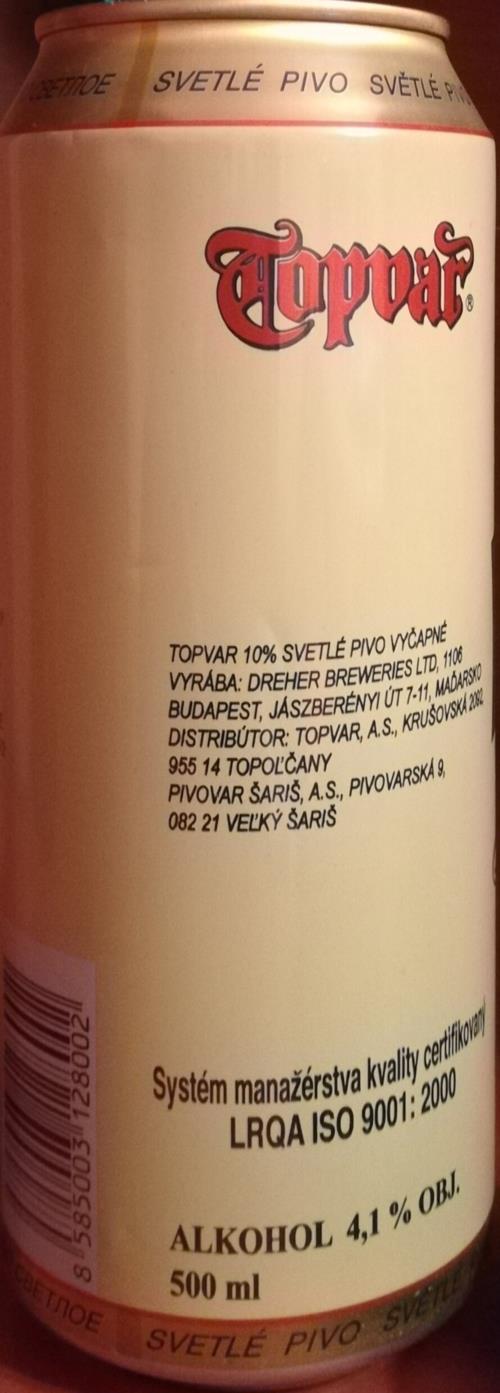 СВЕТЛОЕ SVETLÉ PIVO SVĚTLÉ PIVO
Topvar®
TOPVAR 10% SVETLÉ PIVO VYČAPNÉ
VYRÁBA: DREHER BREWERIES LTD, 1106
BUDAPEST, JÁSZBERÉNYI ÚT 7-11, MAĎARSKO
DISTRIBÚTOR: TOPVAR, A.S., KRUŠOVSKÁ 2092
955 14 TOPOĽČANY
PIVOVAR ŠARIŠ, A.S., PIVOVARSKÁ 9,
082 21 VEĽKÝ ŠARIŠ
Systém manažérstva kvality certifikovaný
LRQA ISO 9001: 2000
8 585003 128002
ALKOHOL 4,1 % OBJ.
500 ml
СВЕТЛОЕ SVETLÉ PIVO SVĚTLÉ